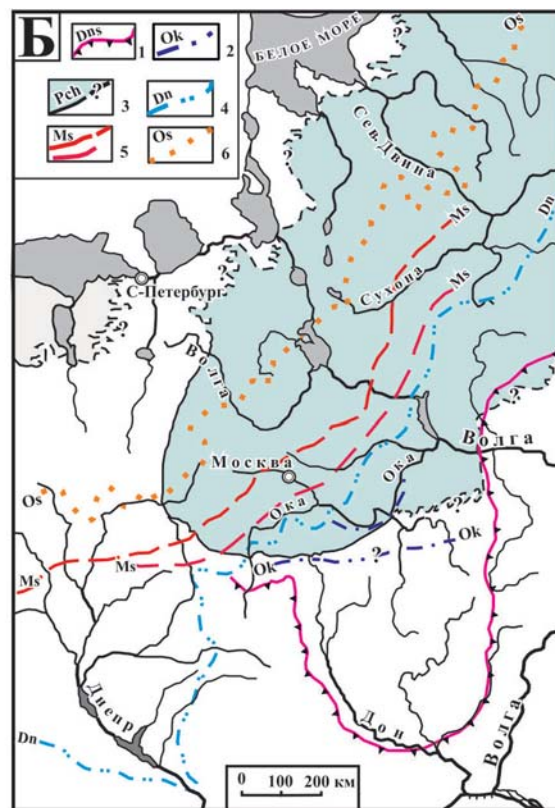 Б
Dns
1
Ok
2
Pch
?
3
Dn
4
Ms
5
Os
6
БЕЛОЕ МОРЕ
Os
?
Сев. Двина
Ms
Dn
?
Сухона
Ms
С-Петербург
?
?
Волга
?
Волга
Москва
Ока
Ока
?
Os
Ok
?
Ms
Ms
Ok
Днепр
Дон
Волга
Dn
0 100 200 км